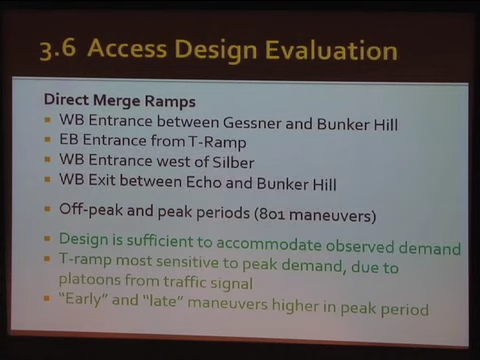 3.6 Access Design Evaluation
Direct Merge Ramps
WB Entrance between Gessner and Bunker Hill
EB Entrance from T-Ramp
WB Entrance west of Silber
WB Exit between Echo and Bunker Hill
Off-peak and peak periods (801 maneuvers)
Design is sufficient to accommodate observed demand
T-ramp most sensitive to peak demand, due to
platoons from traffic signal
"Early" and "late" maneuvers higher in peak period